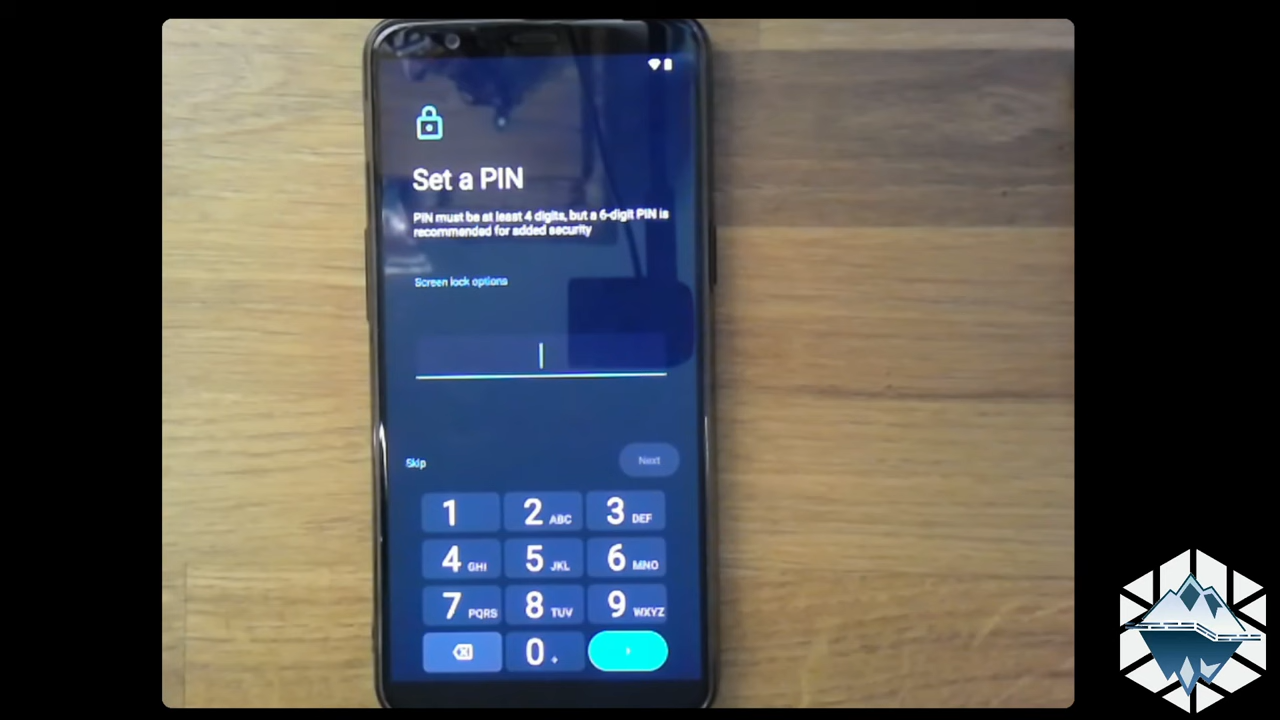 Set a PIN
PIN must be at least 4 digits, but a 6-digit PIN is
recommended for added security
Screen lock options
Skip
Next
1
2 ABC
3 DEF
4 GHI
5 JKL
6 MNO
7 PQRS
8 TUV
9 WXYZ
0 +